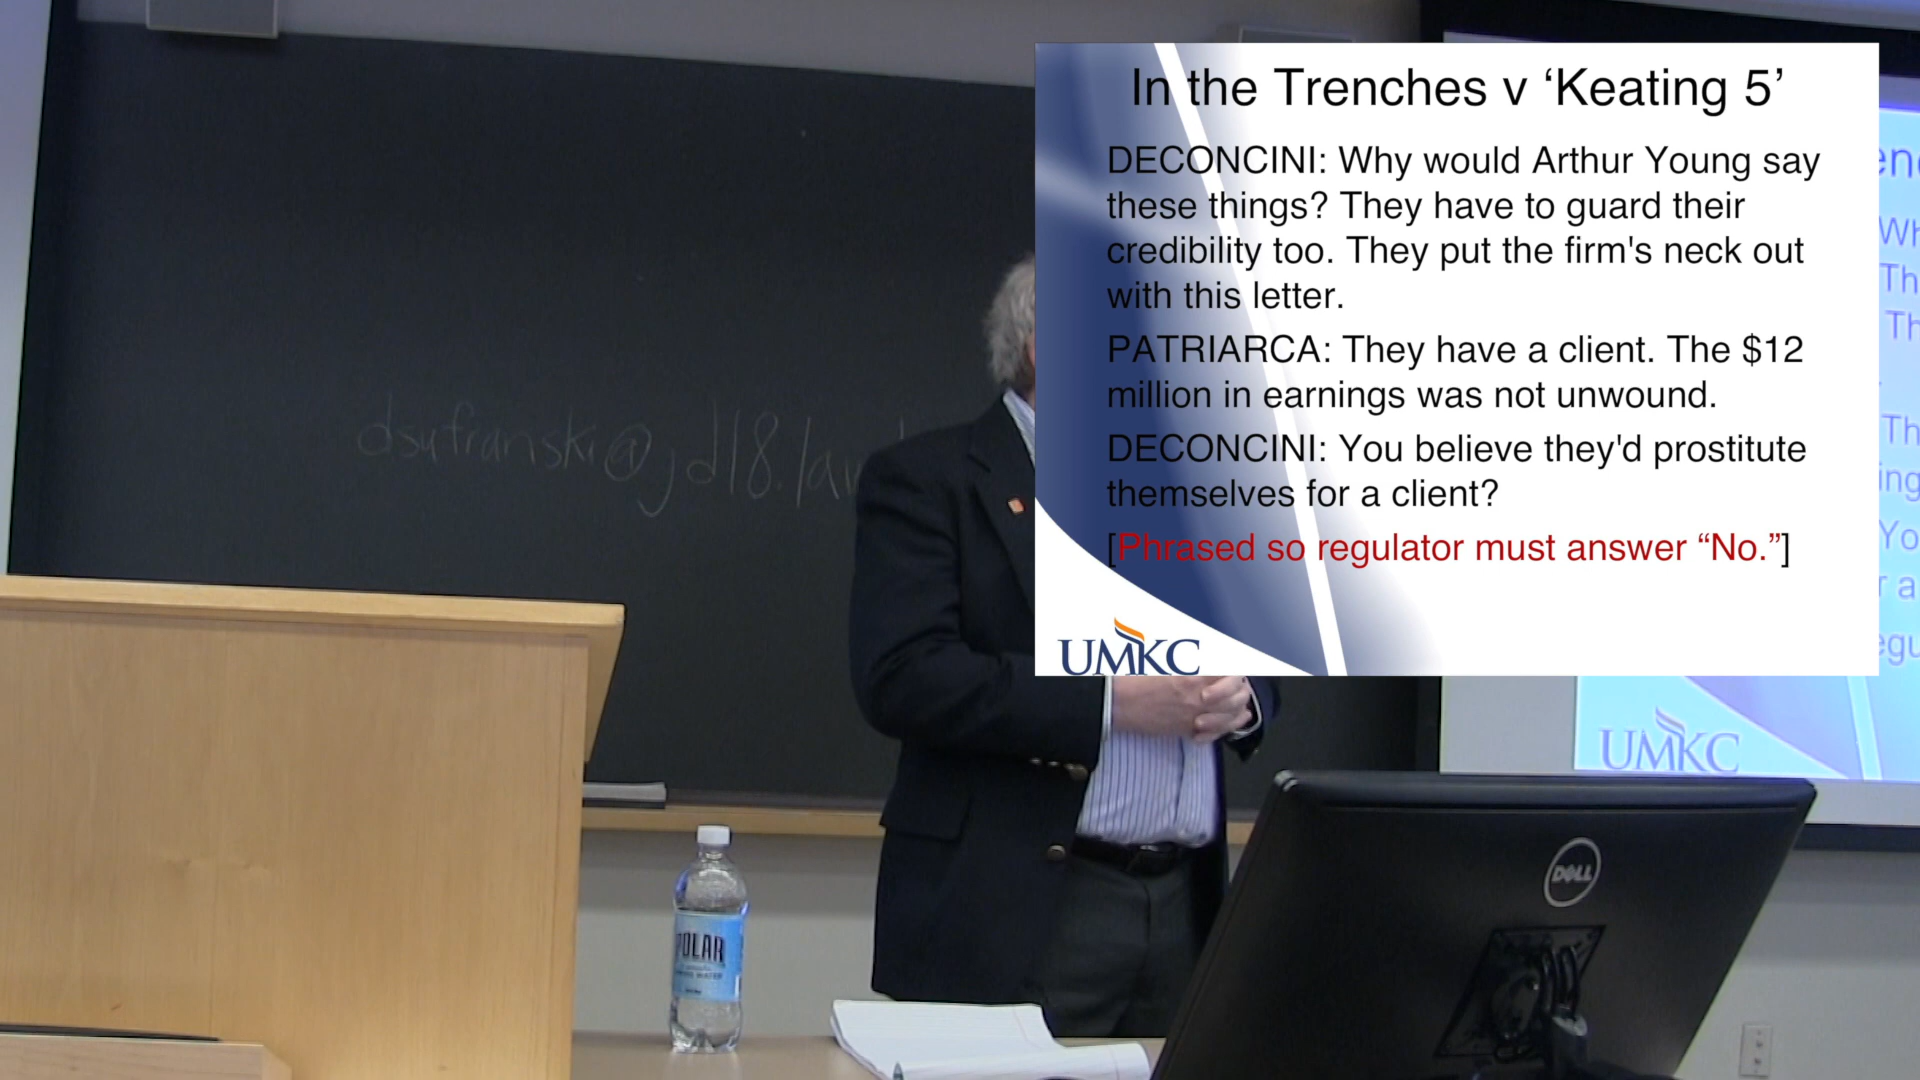 In the Trenches v ‘Keating 5’
DECONCINI: Why would Arthur Young say
these things? They have to guard their
credibility too. They put the firm's neck out
with this letter.
PATRIARCA: They have a client. The $12
million in earnings was not unwound.
DECONCINI: You believe they'd prostitute
themselves for a client?
[Phrased so regulator must answer “No.”]
UMKC
dsufranski@jd18.law
UMKC
DELL
POLAR